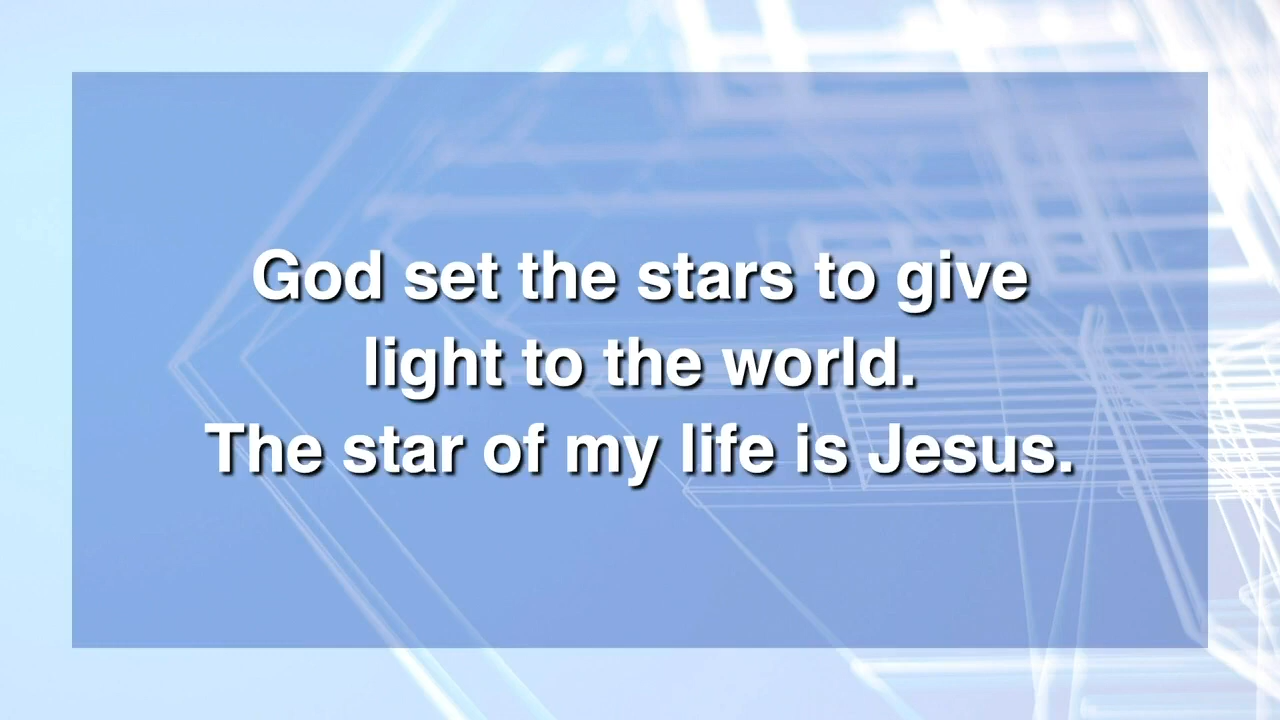 God set the stars to give
light to the world.
The star of my life is Jesus.